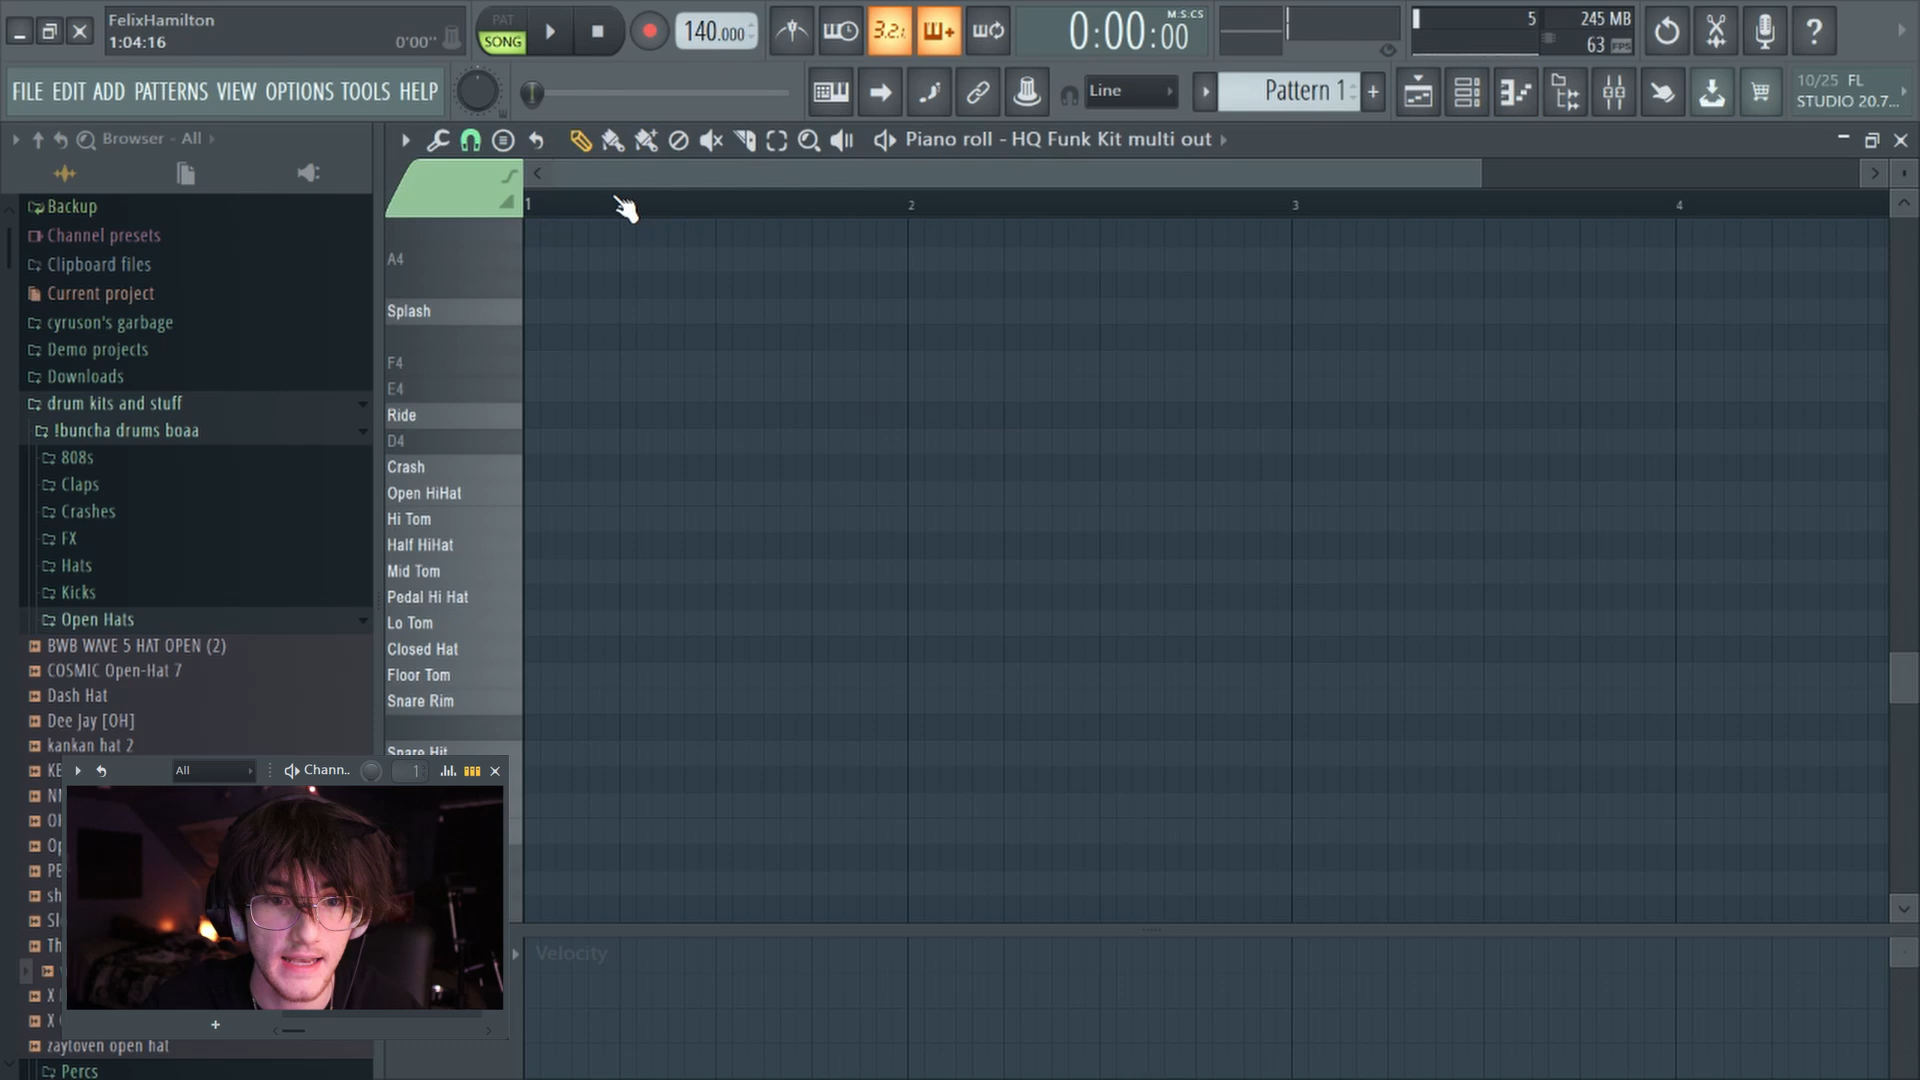 FelixHamilton
1:04:16
0'00"
PAT
SONG
140.000
3.2.1
0:00:00
M:S:CS
5
245 MB
63
FPS
?
FILE EDIT ADD PATTERNS VIEW OPTIONS TOOLS HELP
Line
Pattern 1
+
10/25 FL
STUDIO 20.7...
Browser - All
Piano roll - HQ Funk Kit multi out
1
2
3
4
Backup
Channel presets
Clipboard files
Current project
cyruson's garbage
Demo projects
Downloads
drum kits and stuff
!buncha drums boaa
808s
Claps
Crashes
FX
Hats
Kicks
Open Hats
BWB WAVE 5 HAT OPEN (2)
COSMIC Open-Hat 7
Dash Hat
Dee Jay [OH]
kankan hat 2
zaytoven open hat
Percs
A4
Splash
F4
E4
Ride
D4
Crash
Open HiHat
Hi Tom
Half HiHat
Mid Tom
Pedal Hi Hat
Lo Tom
Closed Hat
Floor Tom
Snare Rim
Snare Hit
All
Chann..
1
+
Velocity